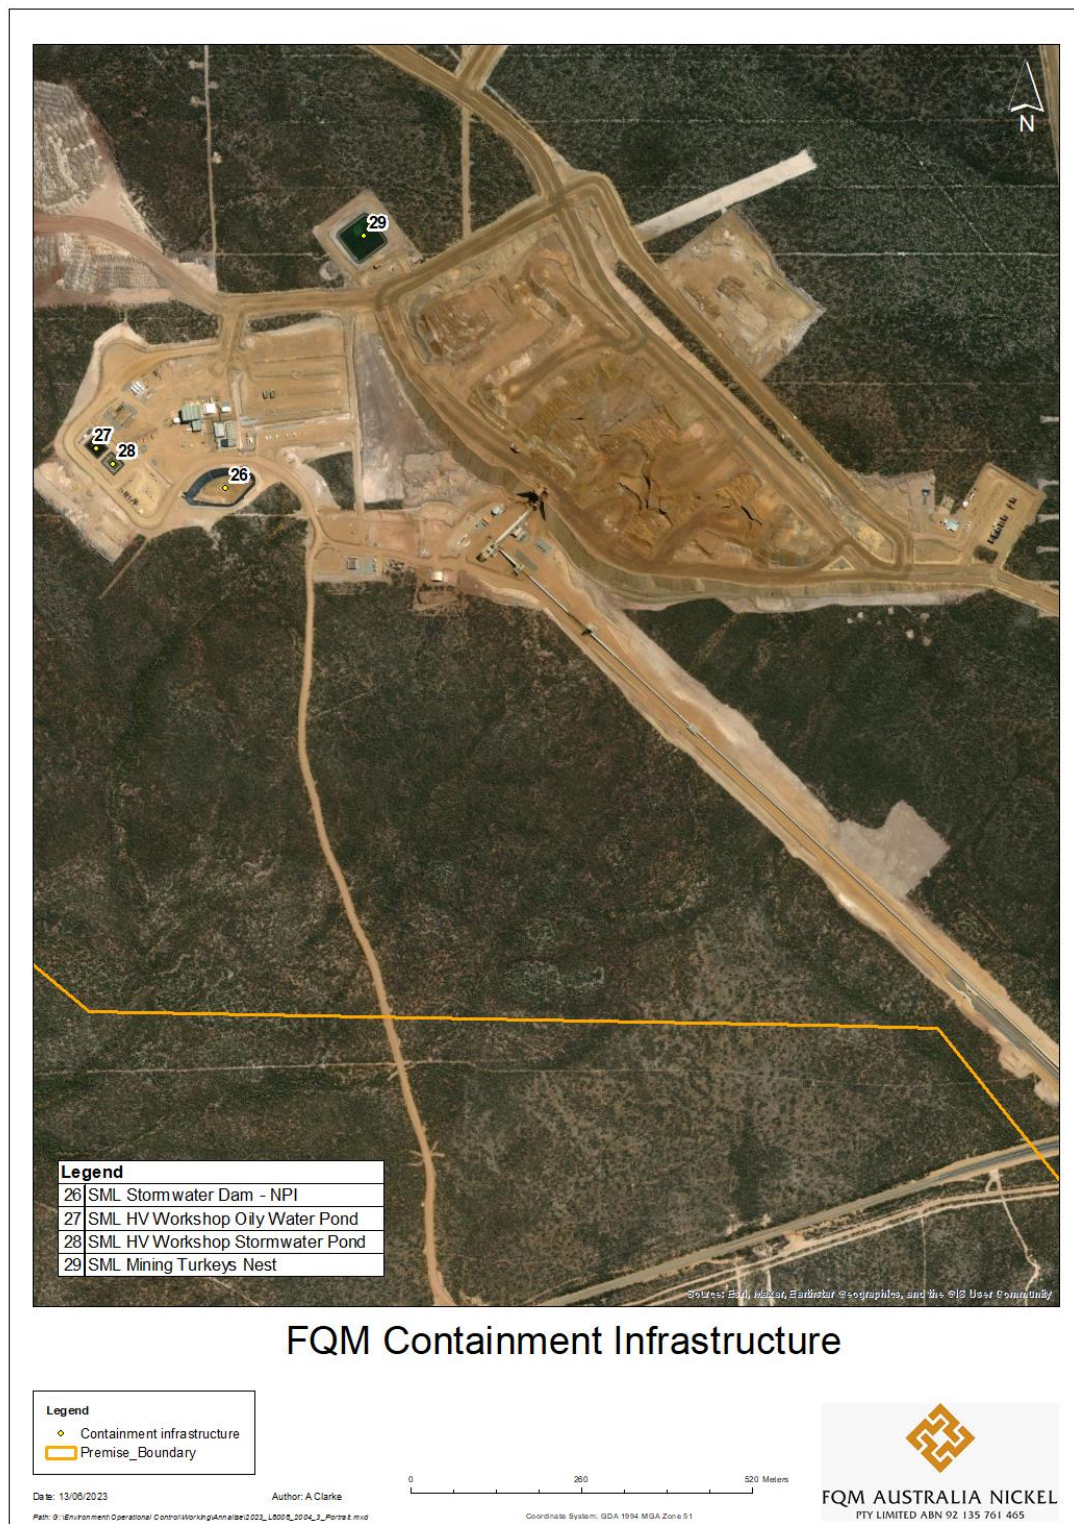 N
29
27
28
26
Legend
26 SML Stormwater Dam - NPI
27 SML HV Workshop Oily Water Pond
28 SML HV Workshop Stormwater Pond
29 SML Mining Turkeys Nest
Source: Esri, Maxar, Earthstar Geographics, and the GIS User Community
FQM Containment Infrastructure
Legend
Containment infrastructure
Premise_Boundary
0 260 520 Meters
Date: 13/06/2023 Author: A Clarke
Coordinate System: GDA 1994 MGA Zone 51
FQM AUSTRALIA NICKEL
PTY LIMITED ABN 92 135 761 465